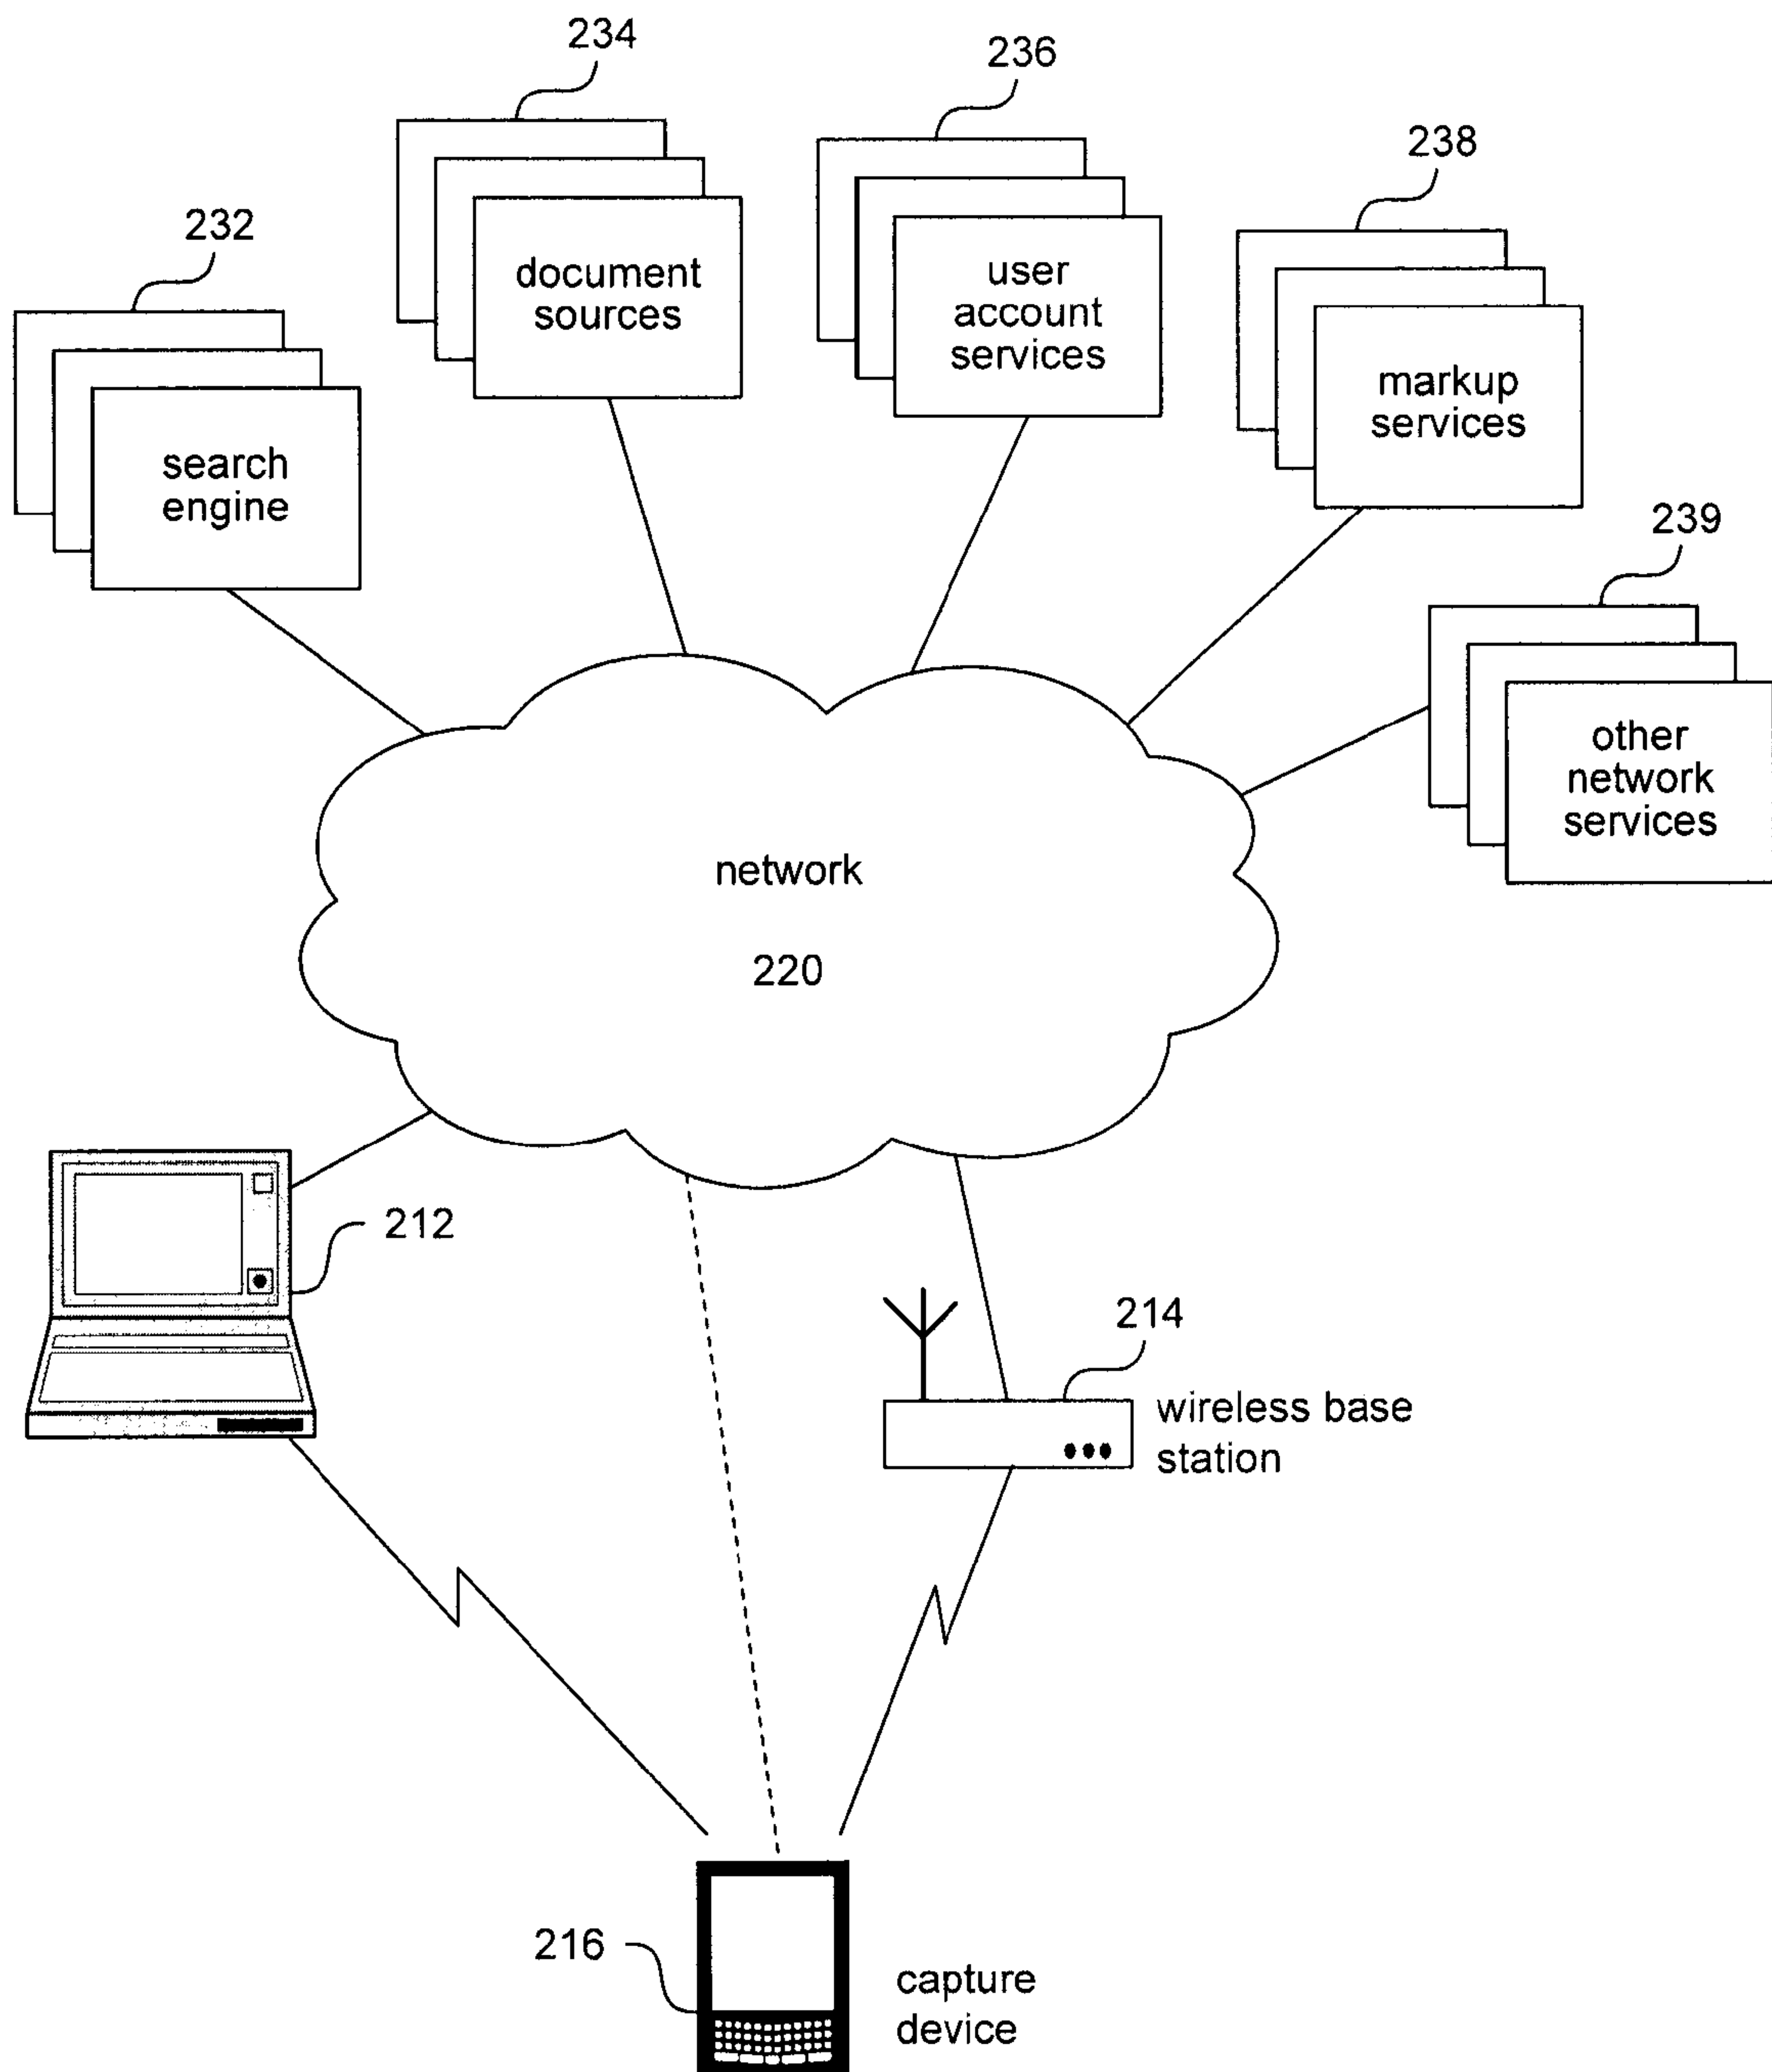 234
236
238
232
document
sources
user
account
services
markup
services
search
engine
239
other
network
services
network
220
212
214
wireless base
station
216
capture
device